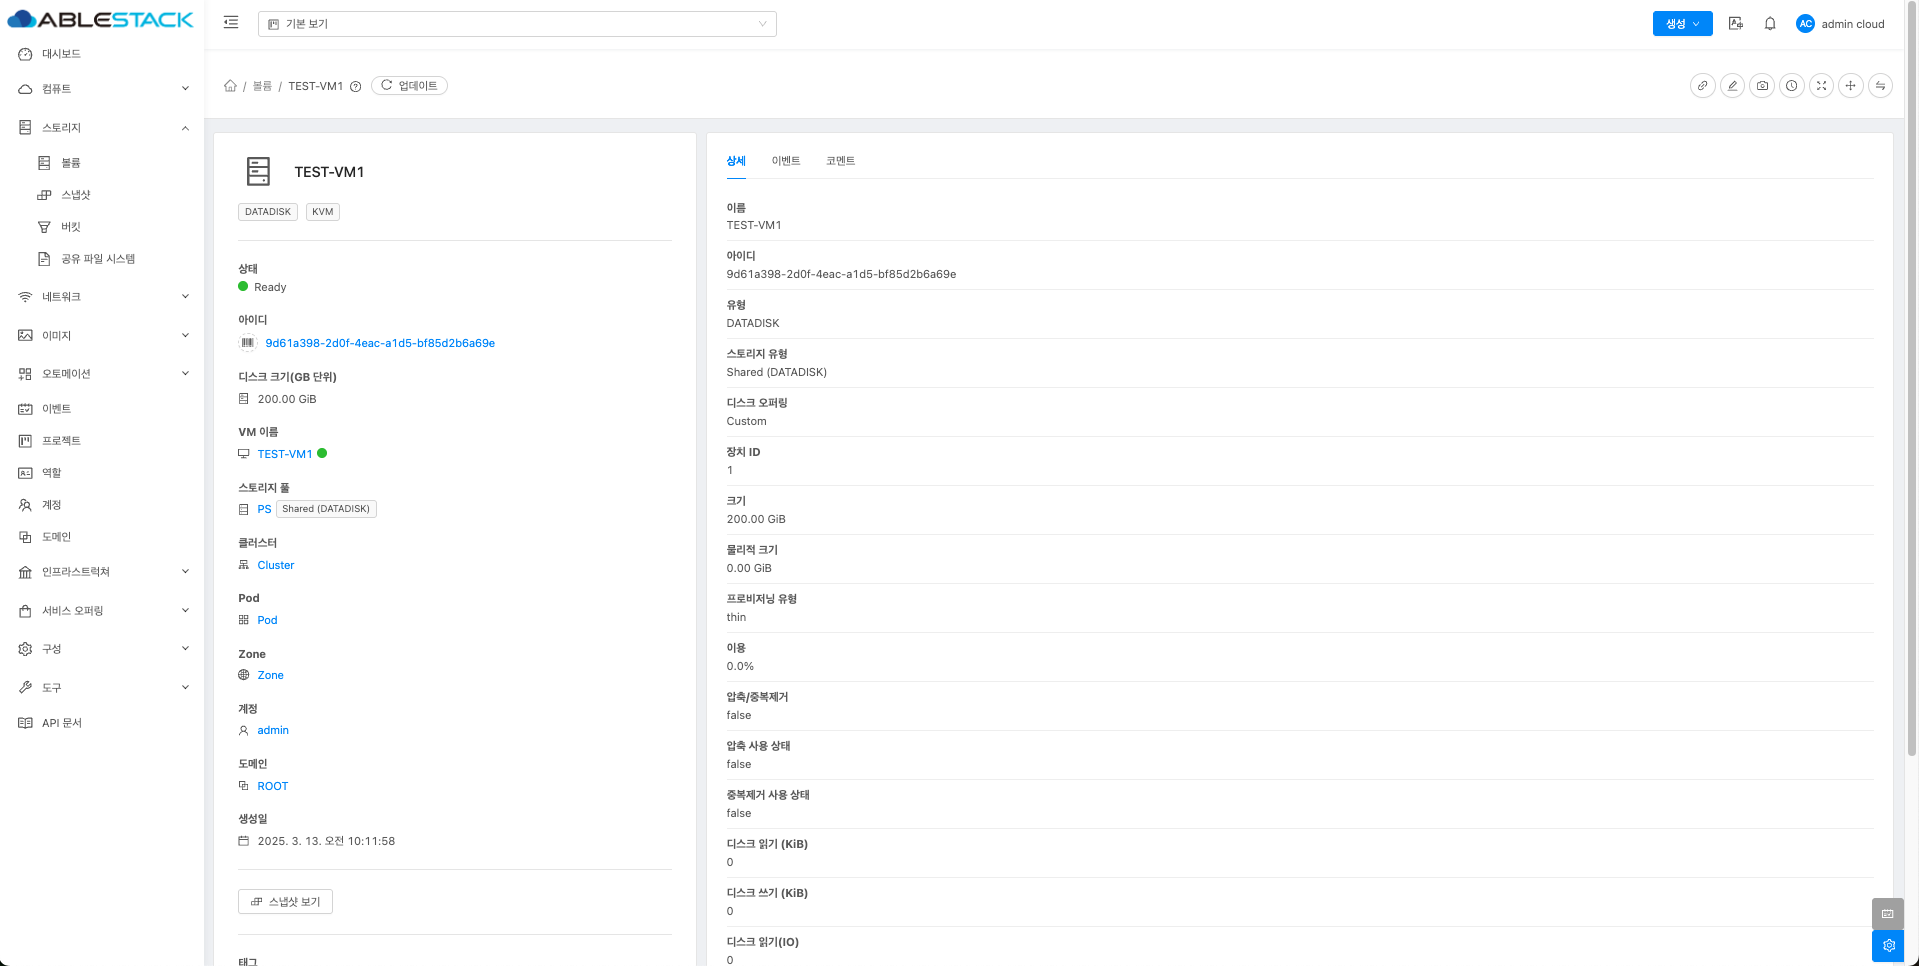 ABLESTACK
대시보드
컴퓨트
스토리지
볼륨
스냅샷
버킷
공유 파일 시스템
네트워크
이미지
오토메이션
이벤트
프로젝트
역할
계정
도메인
인프라스트럭쳐
서비스 오퍼링
구성
도구
API 문서
기본 보기
생성
AC admin cloud
/ 볼륨 / TEST-VM1 업데이트
TEST-VM1
DATADISK KVM
상태
Ready
아이디
9d61a398-2d0f-4eac-a1d5-bf85d2b6a69e
디스크 크기(GB 단위)
200.00 GiB
VM 이름
TEST-VM1
스토리지 풀
PS Shared (DATADISK)
클러스터
Cluster
Pod
Pod
Zone
Zone
계정
admin
도메인
ROOT
생성일
2025. 3. 13. 오전 10:11:58
스냅샷 보기
태그
상세 이벤트 코멘트
이름
TEST-VM1
아이디
9d61a398-2d0f-4eac-a1d5-bf85d2b6a69e
유형
DATADISK
스토리지 유형
Shared (DATADISK)
디스크 오퍼링
Custom
장치 ID
1
크기
200.00 GiB
물리적 크기
0.00 GiB
프로비저닝 유형
thin
이용
0.0%
압축/중복제거
false
압축 사용 상태
false
중복제거 사용 상태
false
디스크 읽기 (KiB)
0
디스크 쓰기 (KiB)
0
디스크 읽기(IO)
0